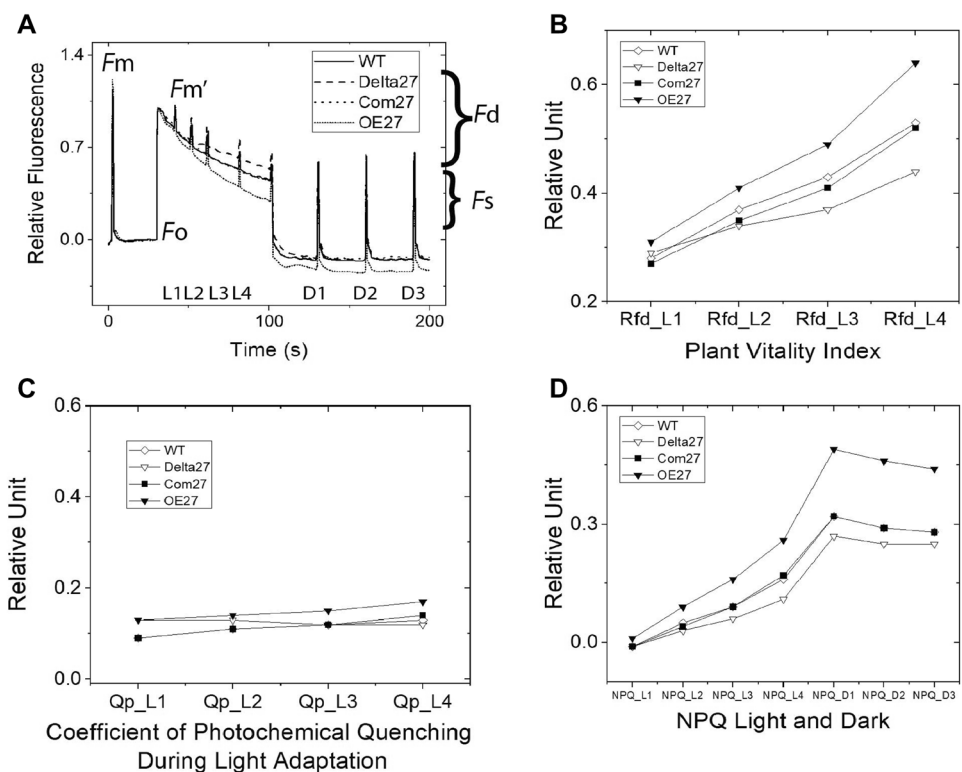 A
Relative Fluorescence
1.4
0.7
0.0
Fm
Fm'
Fo
WT
Delta27
Com27
OE27
Fd
Fs
L1 L2 L3 L4 D1 D2 D3
0 100 200
Time (s)
B
Relative Unit
0.6
0.4
0.2
WT
Delta27
Com27
OE27
Rfd_L1 Rfd_L2 Rfd_L3 Rfd_L4
Plant Vitality Index
C
Relative Unit
0.6
0.4
0.2
0.0
WT
Delta27
Com27
OE27
Qp_L1 Qp_L2 Qp_L3 Qp_L4
Coefficient of Photochemical Quenching
During Light Adaptation
D
Relative Unit
0.6
0.3
0.0
WT
Delta27
Com27
OE27
NPQ_L1 NPQ_L2 NPQ_L3 NPQ_L4 NPQ_D1 NPQ_D2 NPQ_D3
NPQ Light and Dark